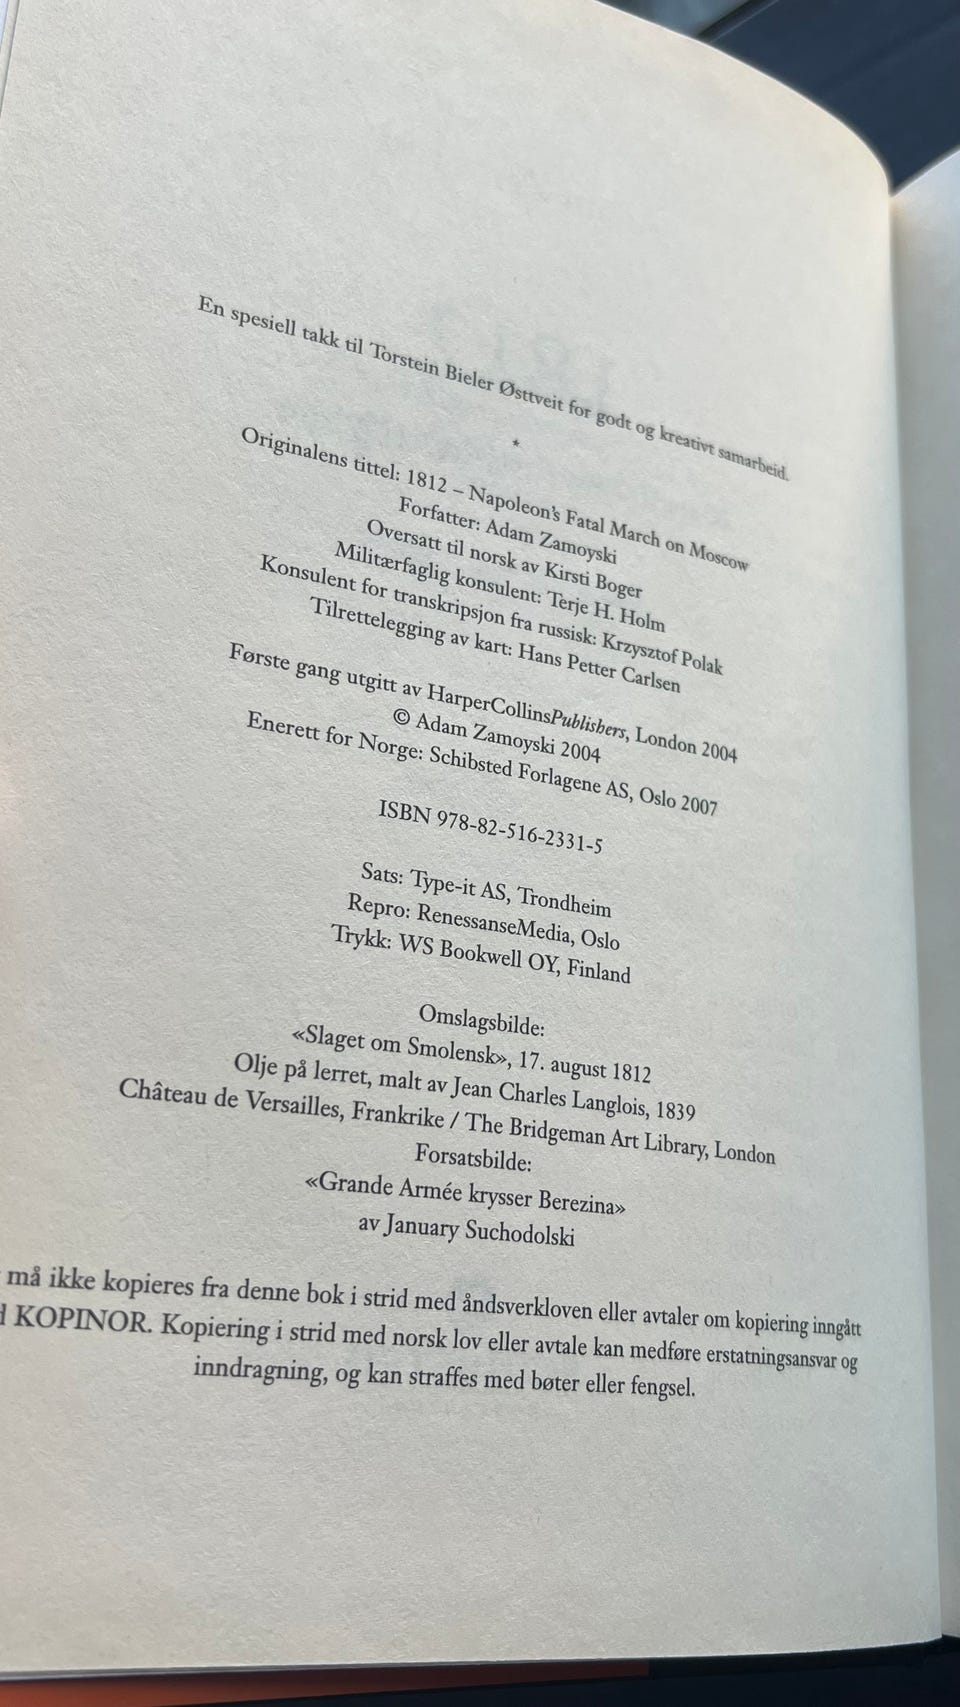 En spesiell takk til Torstein Bieler Østtveit for godt og kreativt samarbeid.
*
Originalens tittel: 1812 – Napoleon's Fatal March on Moscow
Forfatter: Adam Zamoyski
Oversatt til norsk av Kirsti Boger
Militærfaglig konsulent: Terje H. Holm
Konsulent for transkripsjon fra russisk: Krzysztof Polak
Tilrettelegging av kart: Hans Petter Carlsen
Første gang utgitt av HarperCollinsPublishers, London 2004
© Adam Zamoyski 2004
Enerett for Norge: Schibsted Forlagene AS, Oslo 2007
ISBN 978-82-516-2331-5
Sats: Type-it AS, Trondheim
Repro: RenessanseMedia, Oslo
Trykk: WS Bookwell OY, Finland
Omslagsbilde:
«Slaget om Smolensk», 17. august 1812
Olje på lerret, malt av Jean Charles Langlois, 1839
Château de Versailles, Frankrike / The Bridgeman Art Library, London
Forsatsbilde:
«Grande Armée krysser Berezina»
av January Suchodolski
må ikke kopieres fra denne bok i strid med åndsverkloven eller avtaler om kopiering inngått
KOPINOR. Kopiering i strid med norsk lov eller avtale kan medføre erstatningsansvar og
inndragning, og kan straffes med bøter eller fengsel.